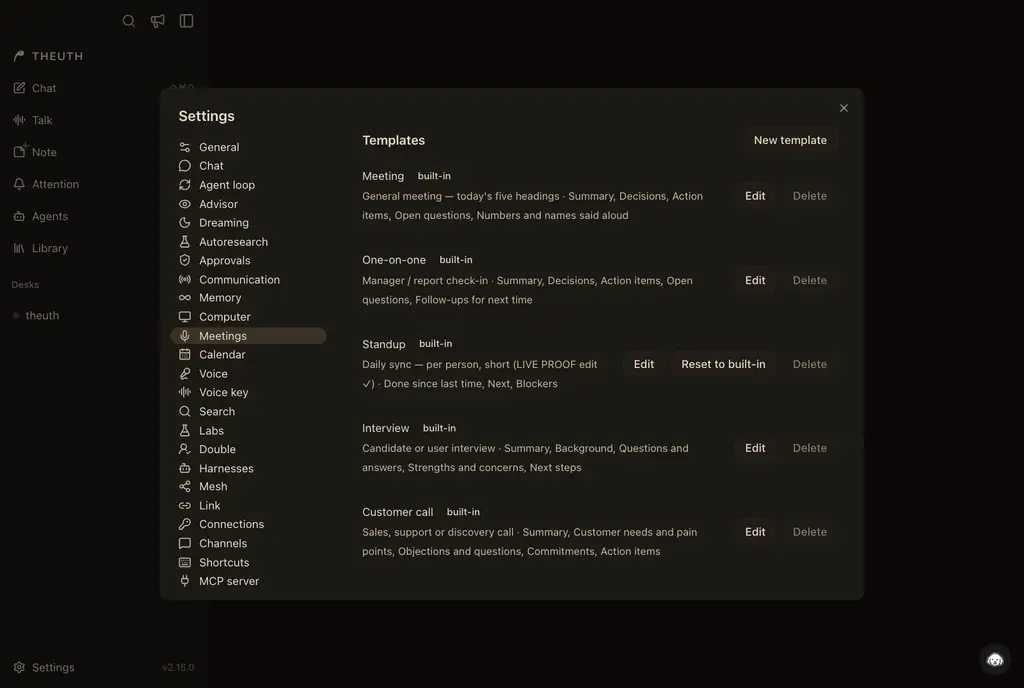 THEUTH
Chat
Talk
Note
Attention
Agents
Library
Desks
theuth
Settings
v2.15.0
Settings
General
Chat
Agent loop
Advisor
Dreaming
Autoresearch
Approvals
Communication
Memory
Computer
Meetings
Calendar
Voice
Voice key
Search
Labs
Double
Harnesses
Mesh
Link
Connections
Channels
Shortcuts
MCP server
Templates
New template
Meeting built-in
General meeting — today's five headings · Summary, Decisions, Action
items, Open questions, Numbers and names said aloud
Edit Delete
One-on-one built-in
Manager / report check-in · Summary, Decisions, Action items, Open
questions, Follow-ups for next time
Edit Delete
Standup built-in
Daily sync — per person, short (LIVE PROOF edit
✓) · Done since last time, Next, Blockers
Edit Reset to built-in Delete
Interview built-in
Candidate or user interview · Summary, Background, Questions and
answers, Strengths and concerns, Next steps
Edit Delete
Customer call built-in
Sales, support or discovery call · Summary, Customer needs and pain
points, Objections and questions, Commitments, Action items
Edit Delete